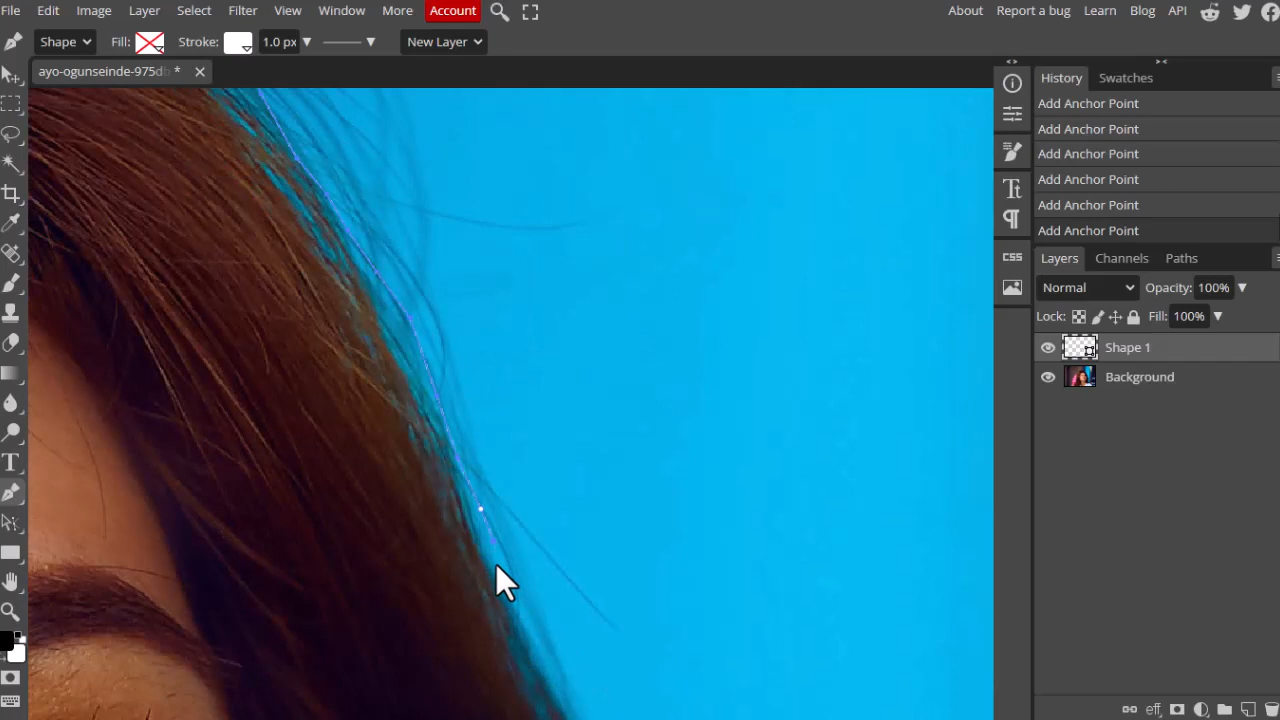 File Edit Image Layer Select Filter View Window More Account About Report a bug Learn Blog API
Shape Fill: Stroke: 1.0 px New Layer
ayo-ogunseinde-975db *
History Swatches
Add Anchor Point
Add Anchor Point
Add Anchor Point
Add Anchor Point
Add Anchor Point
Add Anchor Point
CSS
Layers Channels Paths
Normal Opacity: 100%
Lock: Fill: 100%
Shape 1
Background
eff